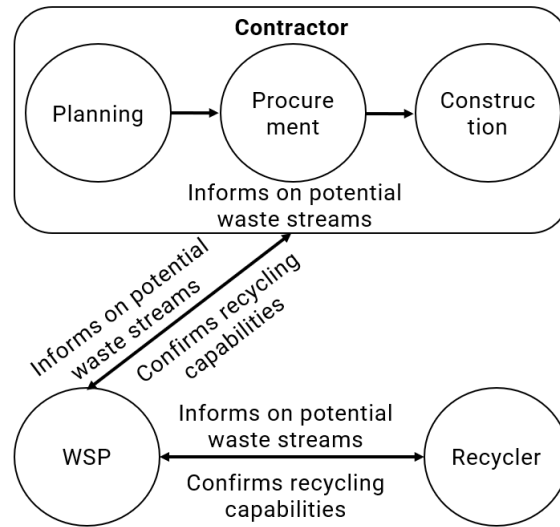 Contractor
Planning
Procure
ment
Construc
tion
Informs on potential
waste streams
Informs on potential
waste streams
Confirms recycling
capabilities
WSP
Informs on potential
waste streams
Confirms recycling
capabilities
Recycler